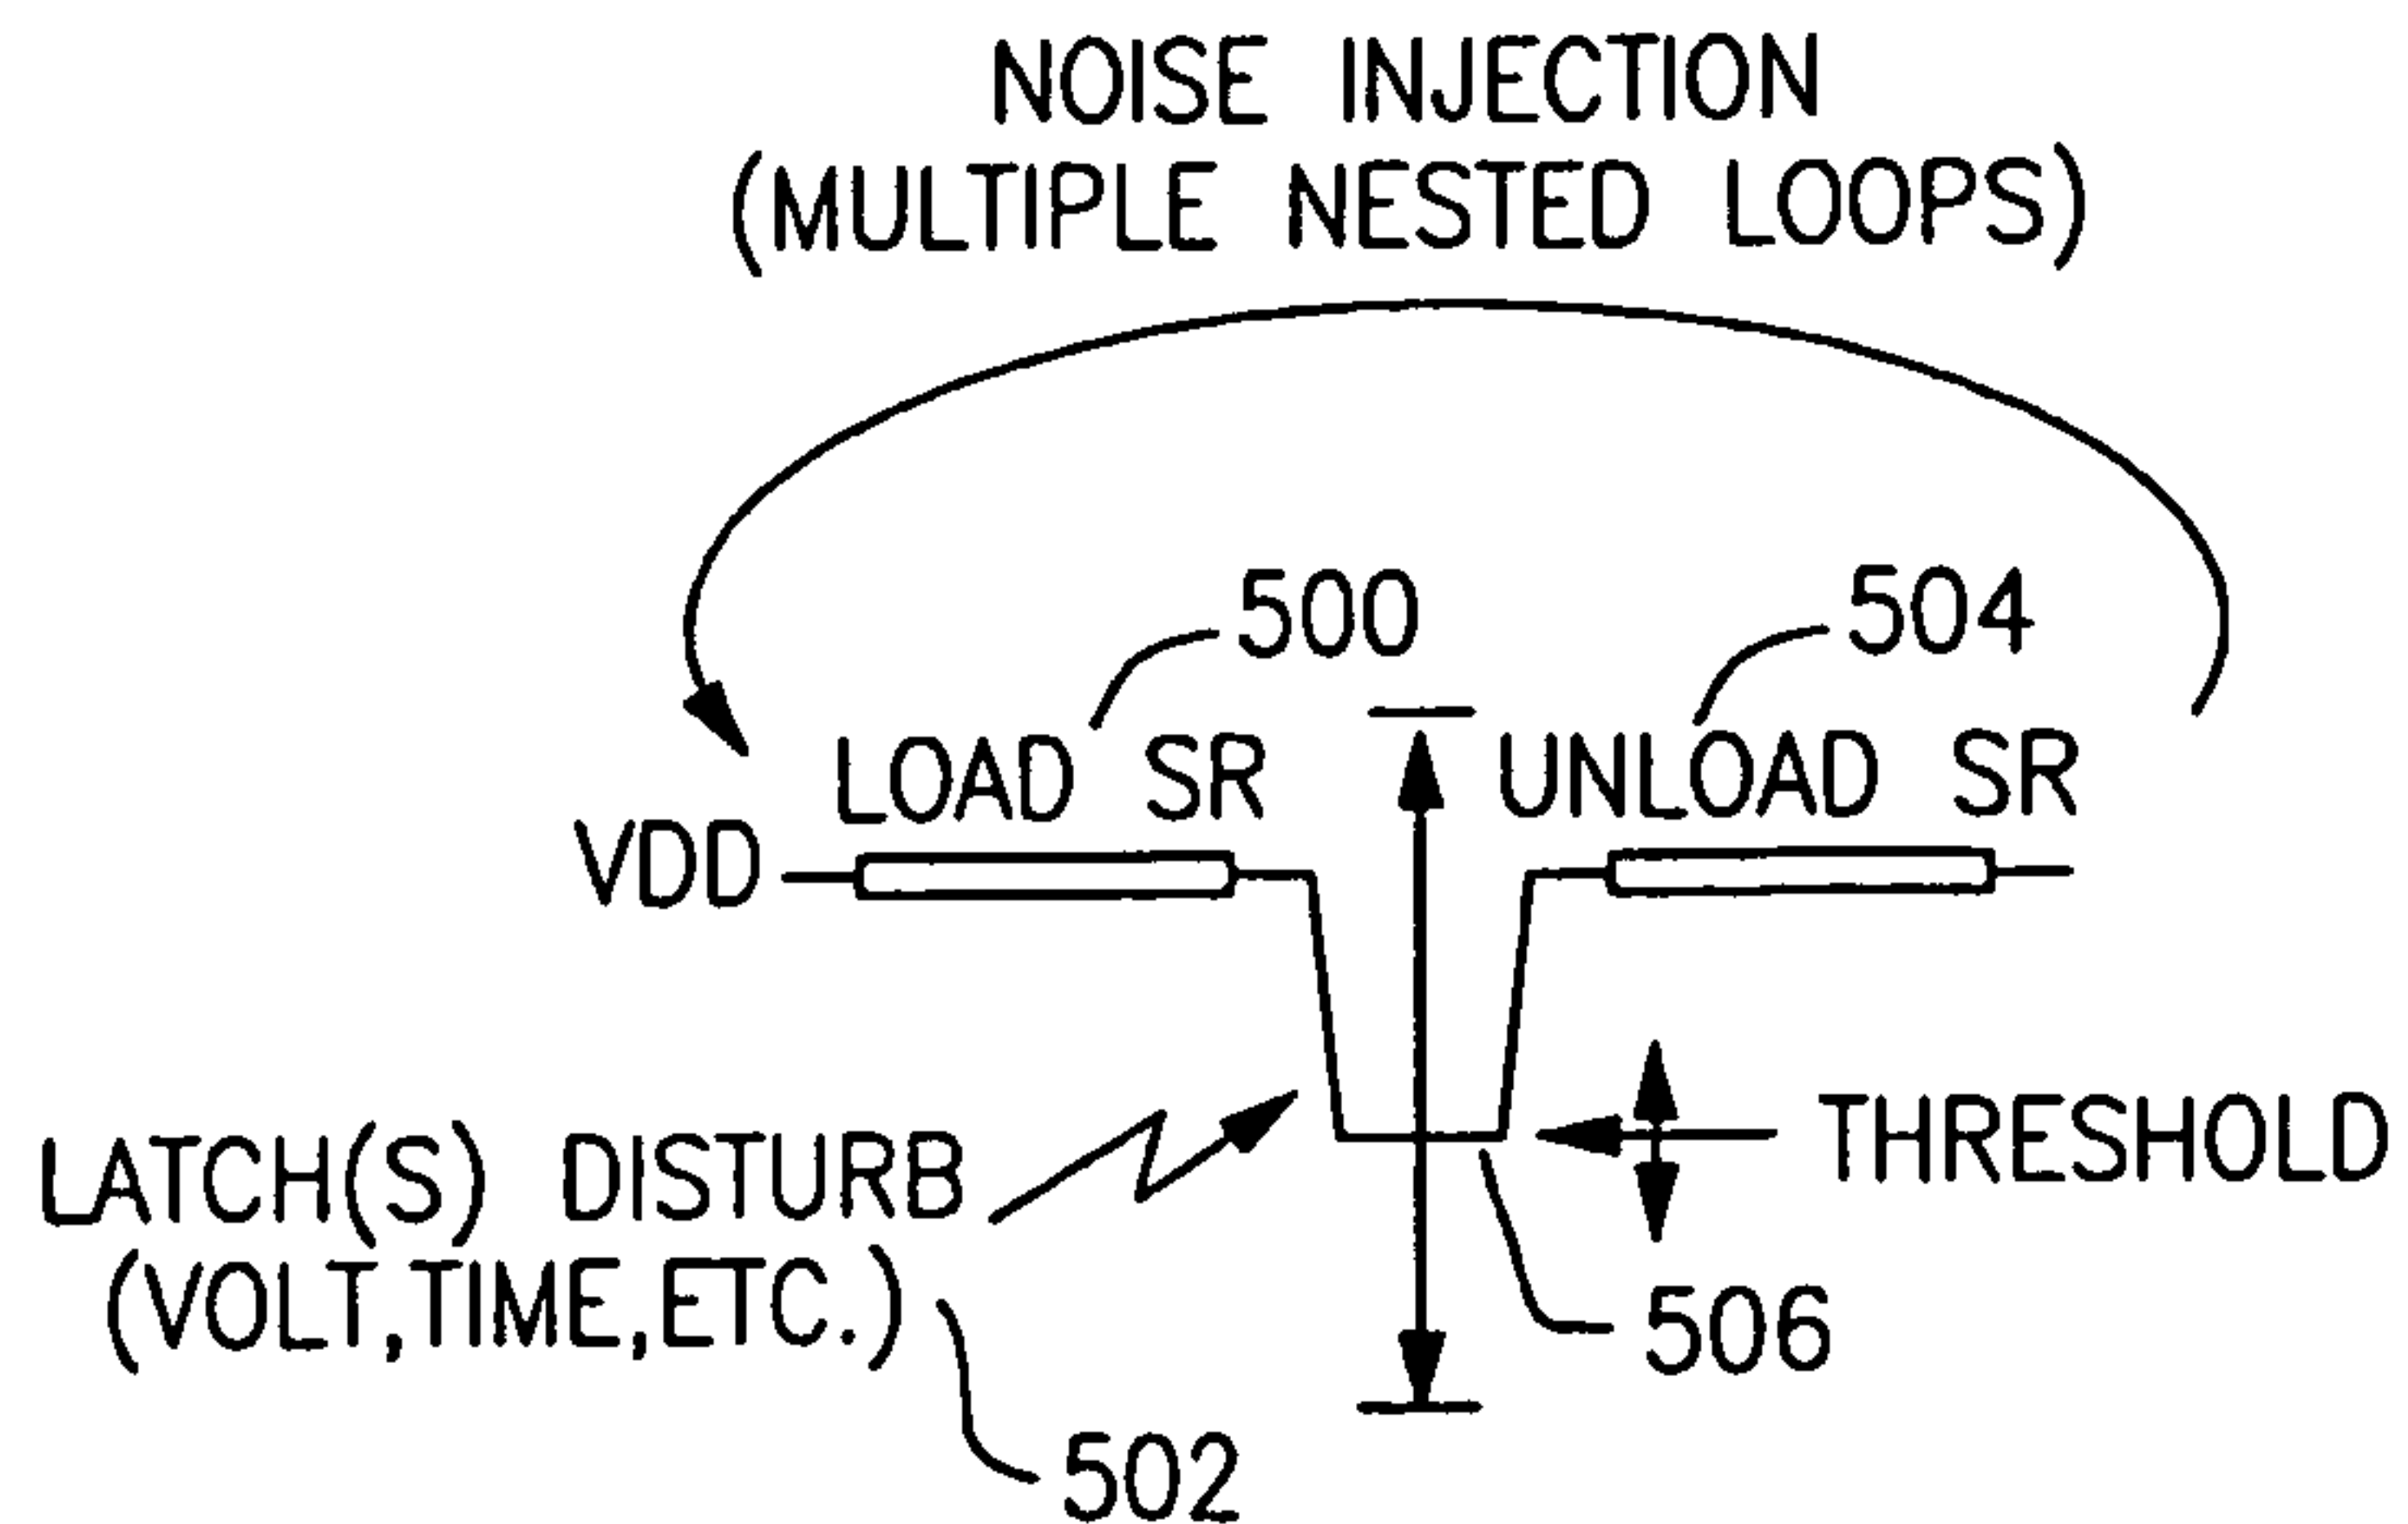 NOISE INJECTION
(MULTIPLE NESTED LOOPS)
500
504
LOAD SR
UNLOAD SR
VDD
LATCH(S) DISTURB
(VOLT,TIME,ETC.)
THRESHOLD
506
502